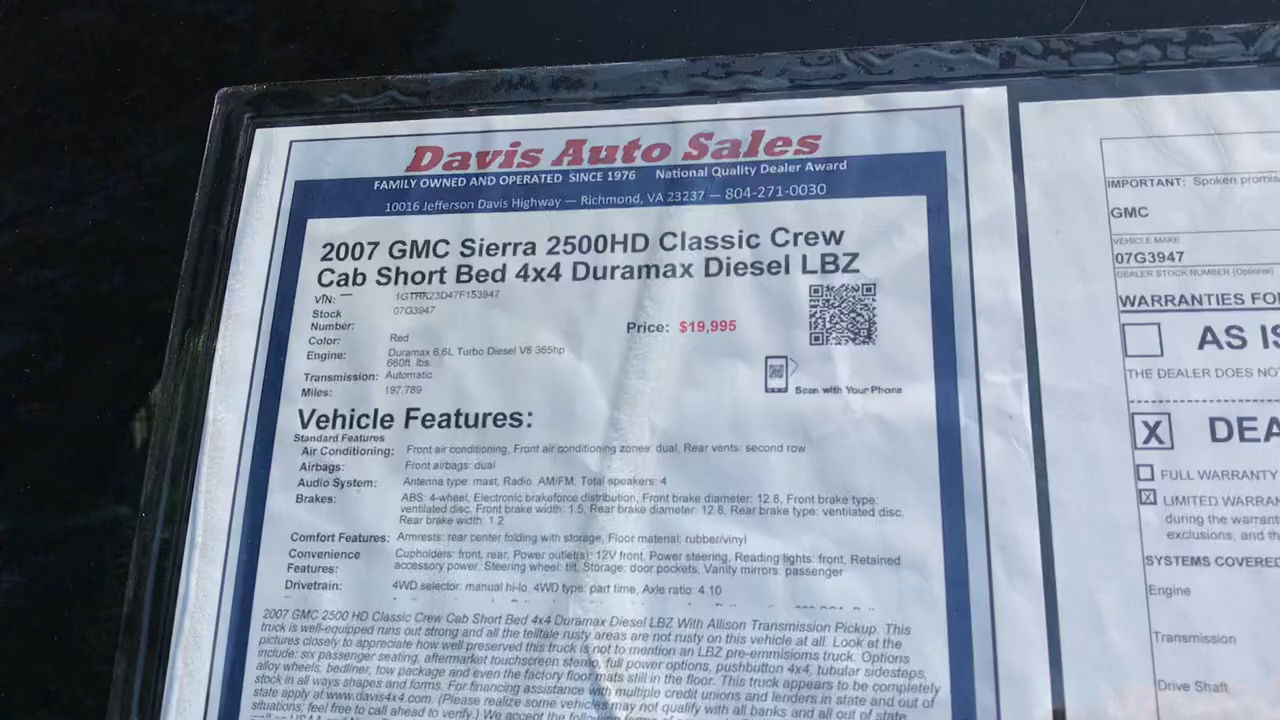 Davis Auto Sales
FAMILY OWNED AND OPERATED SINCE 1976 National Quality Dealer Award
10016 Jefferson Davis Highway — Richmond, VA 23237 — 804-271-0030
2007 GMC Sierra 2500HD Classic Crew
Cab Short Bed 4x4 Duramax Diesel LBZ
VIN: 1GTHK23D47F153947
Stock Number: 07G3947
Price: $19,995
Color: Red
Engine: Duramax 6.6L Turbo Diesel V8 365hp
660ft lbs.
Transmission: Automatic
Miles: 197,789
Scan with Your Phone
Vehicle Features:
Standard Features
Air Conditioning: Front air conditioning, Front air conditioning zones: dual, Rear vents: second row
Airbags: Front airbags: dual
Audio System: Antenna type: mast, Radio: AM/FM, Total speakers: 4
Brakes: ABS: 4-wheel, Electronic brakeforce distribution, Front brake diameter: 12.8, Front brake type:
ventilated disc, Front brake width: 1.5, Rear brake diameter: 12.8, Rear brake type: ventilated disc,
Rear brake width: 1.2
Comfort Features: Armrests: rear center folding with storage, Floor material: rubber/vinyl
Convenience Features: Cupholders: front, rear, Power outlet(s): 12V front, Power steering, Reading lights: front, Retained
accessory power, Steering wheel: tilt, Storage: door pockets, Vanity mirrors: passenger
Drivetrain: 4WD selector: manual hi-lo, 4WD type: part time, Axle ratio: 4.10
2007 GMC 2500 HD Classic Crew Cab Short Bed 4x4 Duramax Diesel LBZ With Allison Transmission Pickup. This
truck is well-equipped runs out strong and all the telltale rusty areas are not rusty on this vehicle at all. Look at the
pictures closely to appreciate how well preserved this truck is not to mention an LBZ pre-emmisioms truck. Options
include: six passenger seating, aftermarket touchscreen stereo, full power options, pushbutton 4x4, tubular sidesteps,
alloy wheels, bedliner, tow package and even the factory floor mats still in the floor. This truck appears to be completely
stock in all ways shapes and forms. For financing assistance with multiple credit unions and lenders in state and out of
state apply at www.davis4x4.com. (Please realize some vehicles may not qualify with all banks and all out of state
situations; feel free to call ahead to verify.) We accept the following
IMPORTANT: Spoken
GMC
VEHICLE MAKE
07G3947
DEALER STOCK NUMBER (Optional)
WARRANTIES
AS
THE DEALER DOES
X
FULL WARRANTY
X LIMITED
during the
exclusions, and
SYSTEMS
Engine
Transmission
Drive Shaft